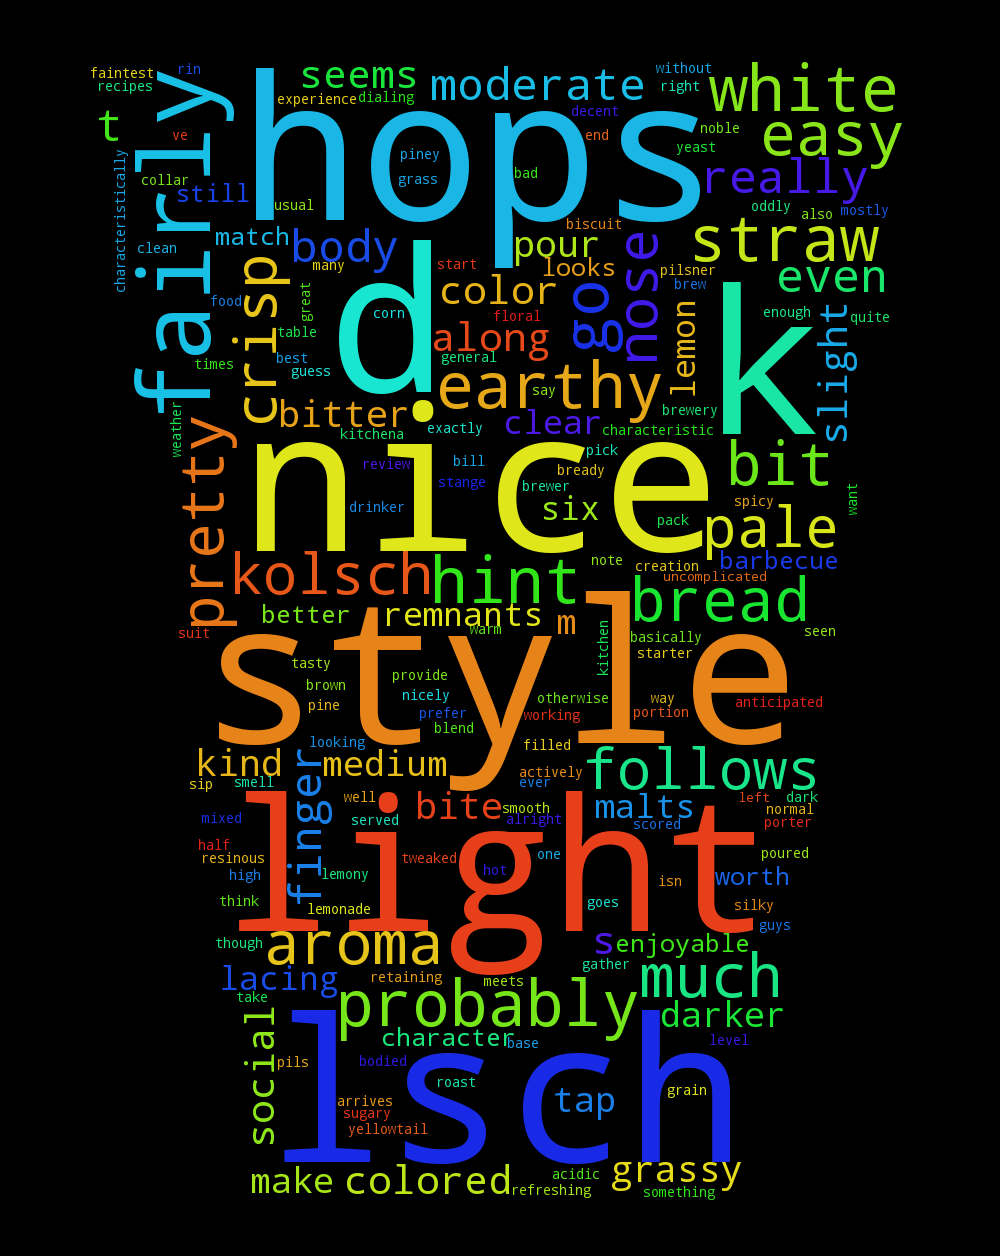 faintest rin seems moderate without white
recipes experience dialing right
t fairly hops decent easy
ve piney end noble
characteristically collar grass bad yeast really
still usual oddly also mostly
clean match body many pour biscuit nose straw
crisp d start looks pilsner even
food great corn color floral go brew k enough quite
table along lemon slight
times best guess general earthy say
weather bitter exactly clear brewery characteristic
pretty kitchena nice pick bit
review bill bready
drinker stange brewer spicy want
six pack pale
kolsch hint note creation barbecue
uncomplicated
better remnants m bread
suit warm kitchen basically seen
style starter
tasty provide
brown nicely otherwise way anticipated
pine prefer working portion
blend
looking filled
kind medium actively follows
sip smell ever
finger well bite smooth malts left dark
mixed served alright scored normal
half light porter
resinous tweaked one poured
high lemony hot isn worth
think lemonade goes silky
guys
though aroma s enjoyable
lacing retaining gather much
take probably meets darker
social character base level
pils bodied lsch
roast tap grain
arrives
sugary
yellowtail
make colored acidic grassy
refreshing something